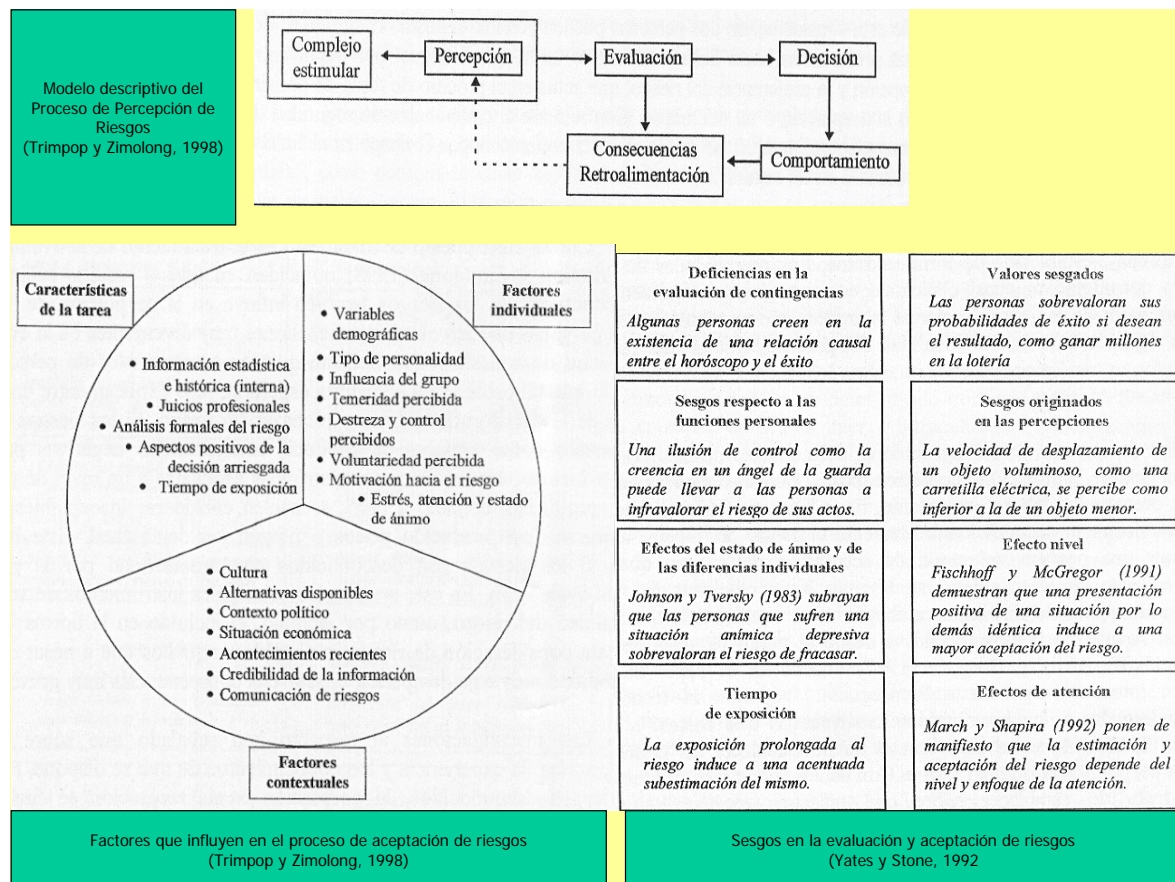 Modelo descriptivo del
Proceso de Percepción de
Riesgos
(Trimpop y Zimolong, 1998)
Complejo
estimular
Percepción
Evaluación
Decisión
Consecuencias
Retroalimentación
Comportamiento
Características
de la tarea
Factores
individuales
• Información estadística
e histórica (interna)
• Juicios profesionales
• Análisis formales del riesgo
• Aspectos positivos de la
decisión arriesgada
• Tiempo de exposición
• Variables
demográficas
• Tipo de personalidad
• Influencia del grupo
• Temeridad percibida
• Destreza y control
percibidos
• Voluntariedad percibida
• Motivación hacia el riesgo
• Estrés, atención y estado
de ánimo
• Cultura
• Alternativas disponibles
• Contexto político
• Situación económica
• Acontecimientos recientes
• Credibilidad de la información
• Comunicación de riesgos
Factores
contextuales
Factores que influyen en el proceso de aceptación de riesgos
(Trimpop y Zimolong, 1998)
Deficiencias en la
evaluación de contingencias
Algunas personas creen en la
existencia de una relación causal
entre el horóscopo y el éxito
Valores sesgados
Las personas sobrevaloran sus
probabilidades de éxito si desean
el resultado, como ganar millones
en la lotería
Sesgos respecto a las
funciones personales
Una ilusión de control como la
creencia en un ángel de la guarda
puede llevar a las personas a
infravalorar el riesgo de sus actos.
Sesgos originados
en las percepciones
La velocidad de desplazamiento de
un objeto voluminoso, como una
carretilla eléctrica, se percibe como
inferior a la de un objeto menor.
Efectos del estado de ánimo y de
las diferencias individuales
Johnson y Tversky (1983) subrayan
que las personas que sufren una
situación anímica depresiva
sobrevaloran el riesgo de fracasar.
Efecto nivel
Fischhoff y McGregor (1991)
demuestran que una presentación
positiva de una situación por lo
demás idéntica induce a una
mayor aceptación del riesgo.
Tiempo
de exposición
La exposición prolongada al
riesgo induce a una acentuada
subestimación del mismo.
Efectos de atención
March y Shapira (1992) ponen de
manifiesto que la estimación y
aceptación del riesgo depende del
nivel y enfoque de la atención.
Sesgos en la evaluación y aceptación de riesgos
(Yates y Stone, 1992